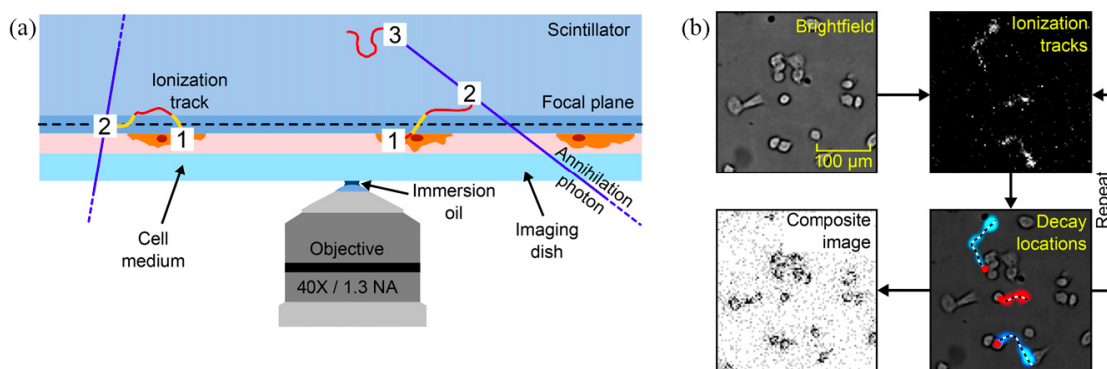 (a)
3
Scintillator
Ionization
track
2
Focal plane
2
1
1
Annihilation
photon
Immersion
oil
Cell
medium
Imaging
dish
Objective
40X / 1.3 NA
(b)
Brightfield
100 µm
Ionization
tracks
Repeat
Composite
image
Decay
locations